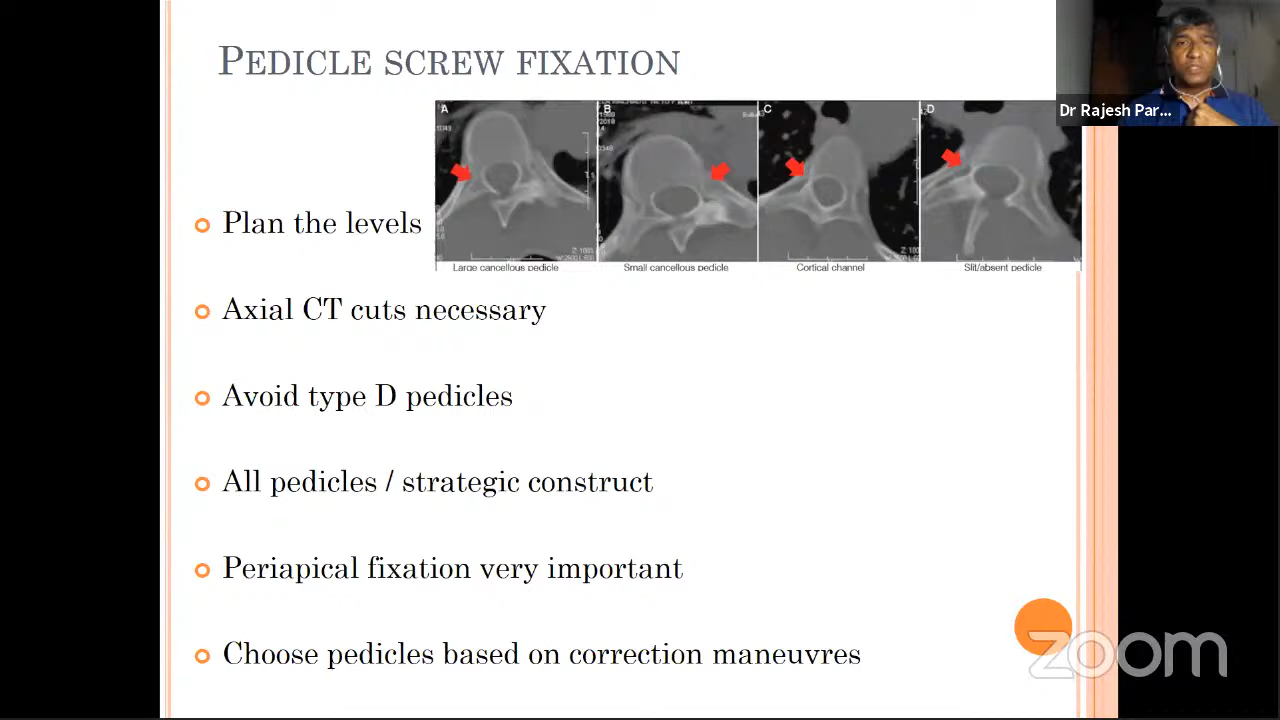 PEDICLE SCREW FIXATION
A
B
C
D
Dr Rajesh Par...
Large cancellous pedicle
Small cancellous pedicle
Cortical channel
Slit/absent pedicle
Plan the levels
Axial CT cuts necessary
Avoid type D pedicles
All pedicles / strategic construct
Periapical fixation very important
Choose pedicles based on correction maneuvres
zoom